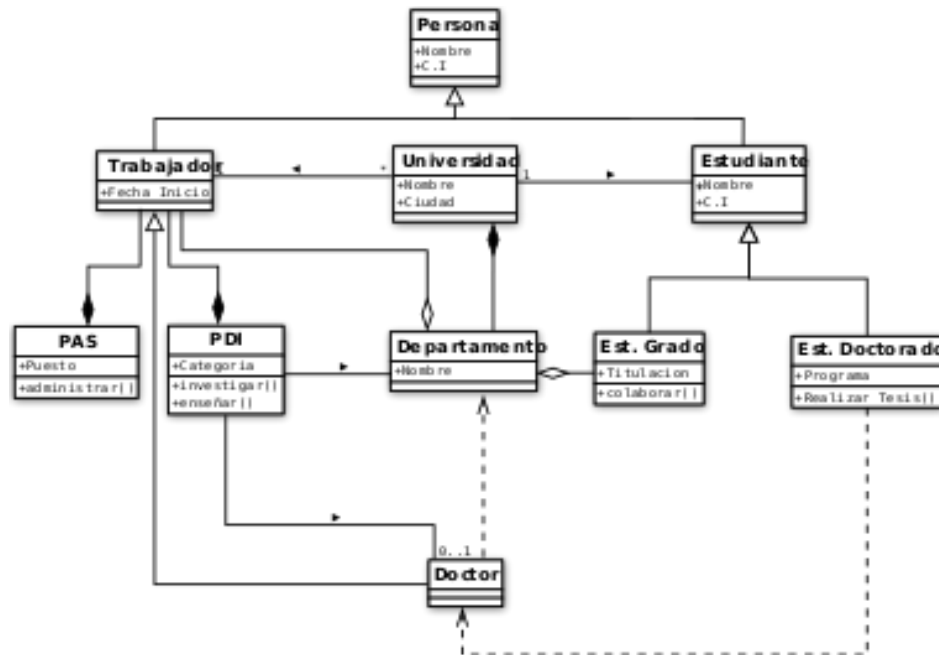 Persona
+Nombre
+C.I
Trabajador
+Fecha Inicio
*
Universidad
+Nombre
+Ciudad
1
Estudiante
+Nombre
+C.I
PAS
+Puesto
+administrar()
PDI
+Categoria
+investigar()
+enseñar()
Departamento
+Nombre
Est. Grado
+Titulacion
+colaborar()
Est. Doctorado
+Programa
+Realizar Tesis()
0..1
Doctor